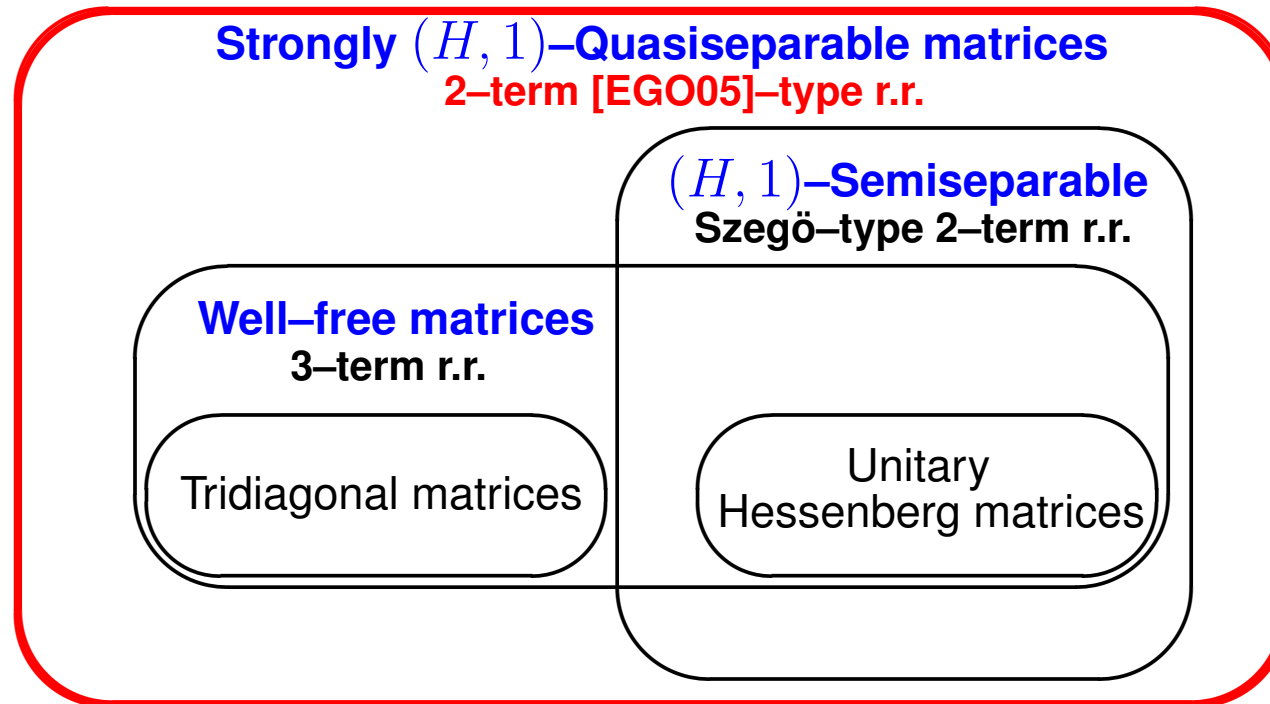 Strongly (H, 1)–Quasiseparable matrices
2–term [EGO05]–type r.r.
(H, 1)–Semiseparable
Szegö–type 2–term r.r.
Well–free matrices
3–term r.r.
Tridiagonal matrices
Unitary
Hessenberg matrices